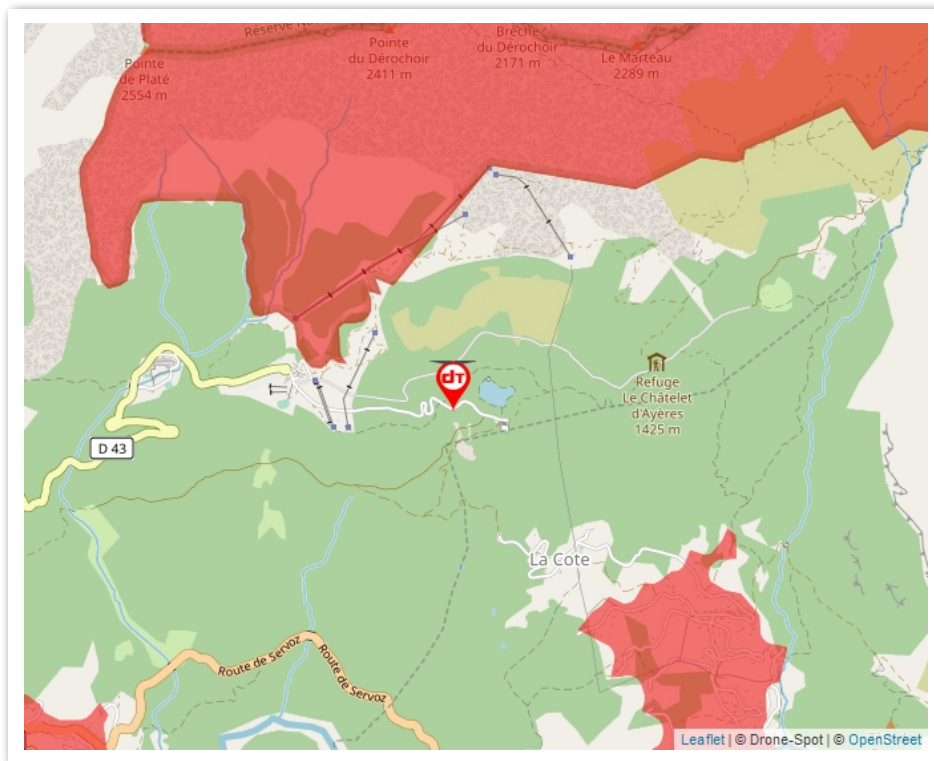 Réserve
Pointe
de Platé
2554 m
Pointe
du Dérochoir
2411 m
Brèche
du Dérochoir
2171 m
Le Marteau
2289 m
dT
Refuge
Le Châtelet
d'Ayères
1425 m
D 43
La Cote
Route de Servoz
Route de Servoz
Leaflet | © Drone-Spot | © OpenStreet